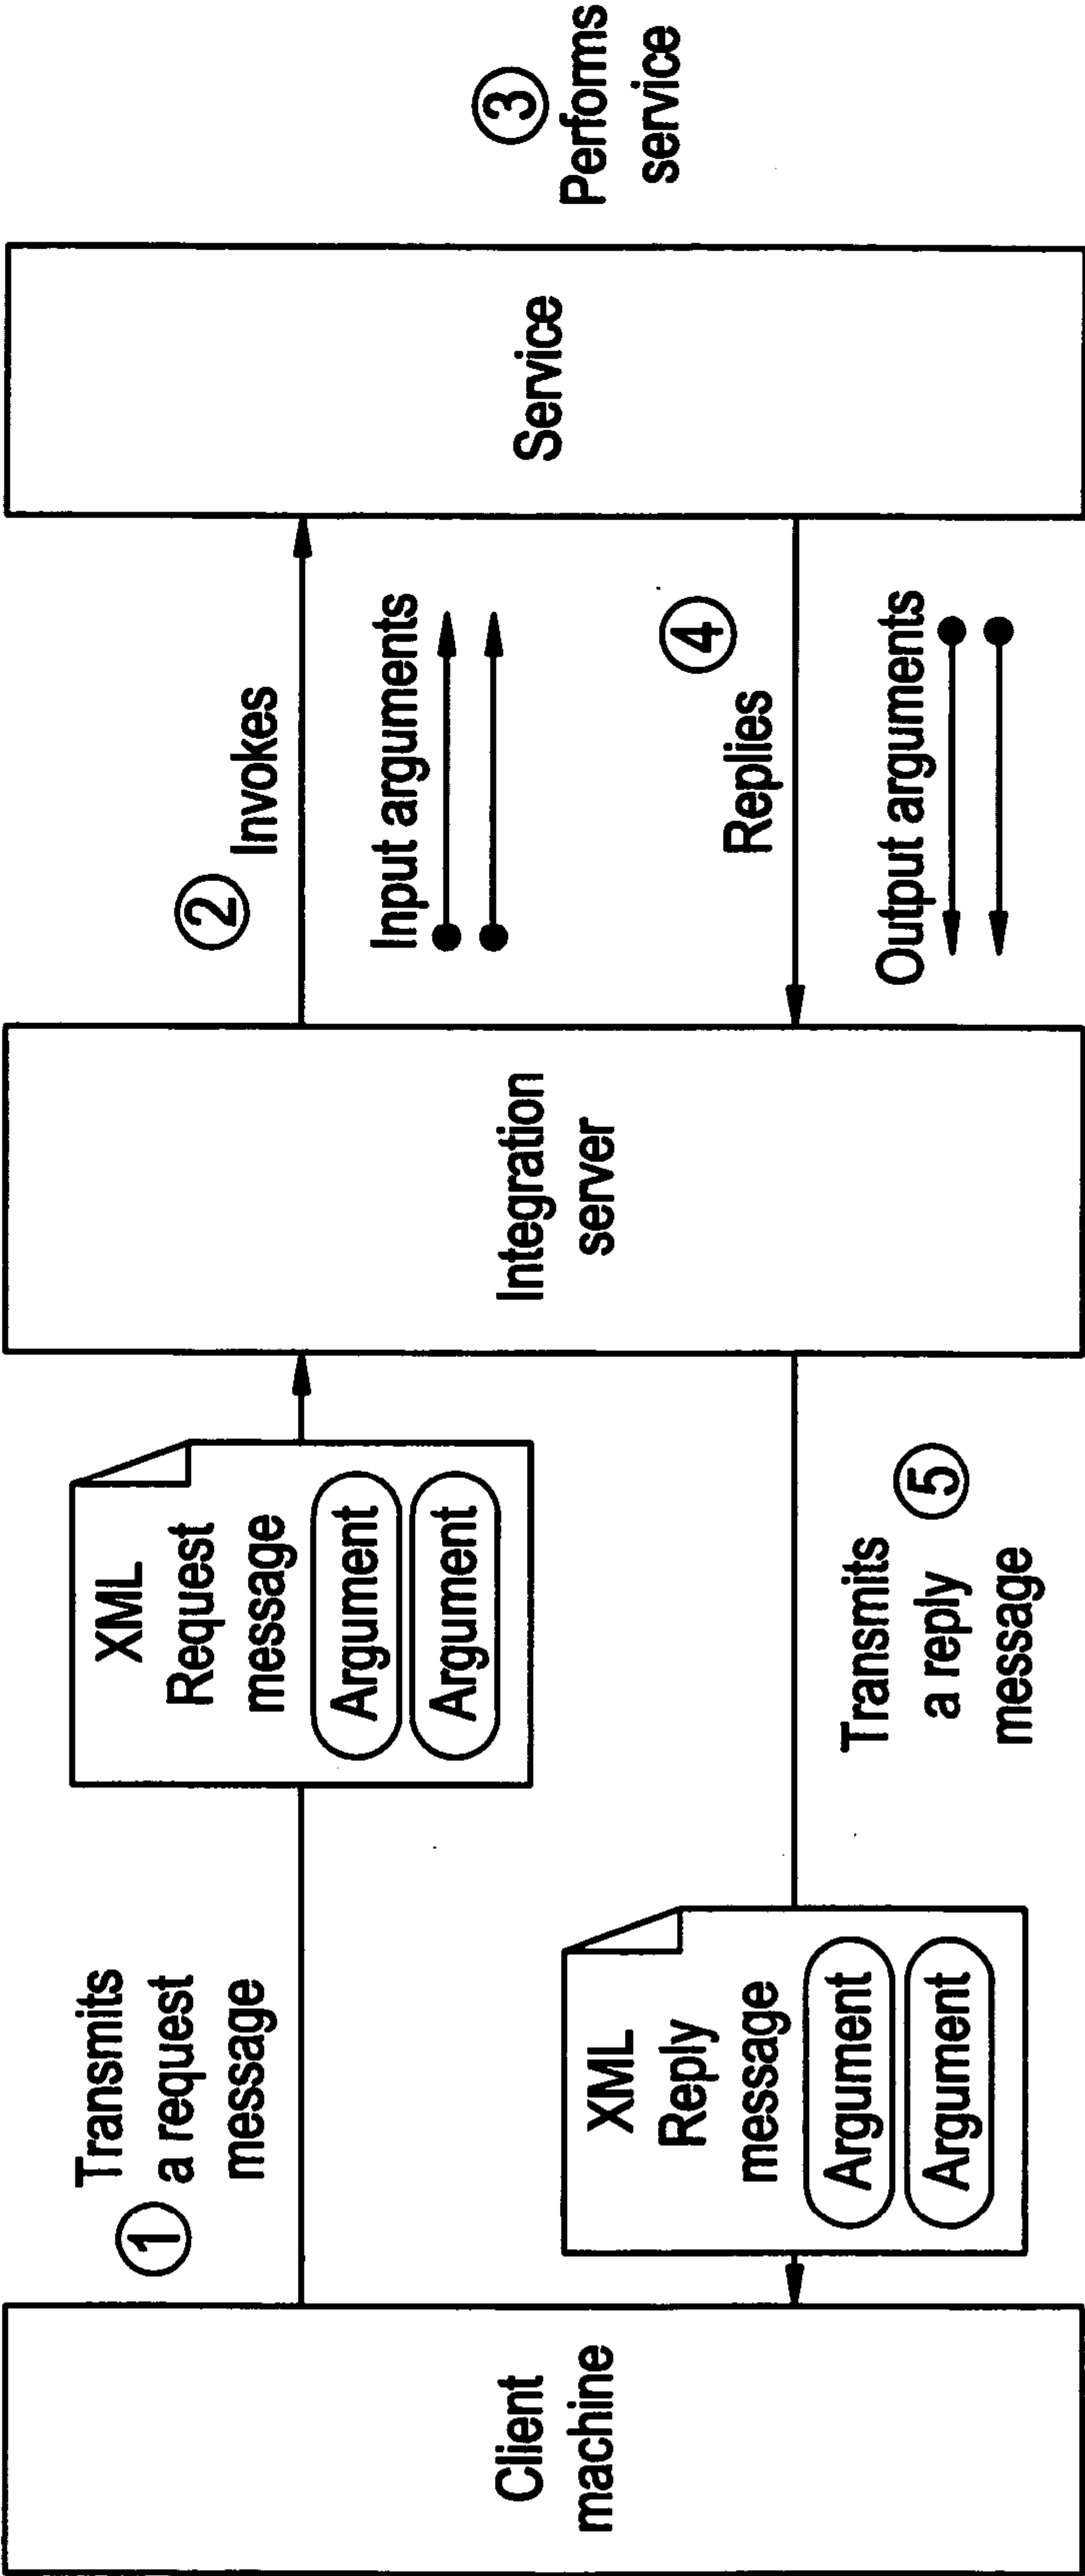 Client
machine
1
Transmits
a request
message
XML
Request
message
Argument
Argument
Integration
server
2
Invokes
Input arguments
Service
3
Performs
service
4
Replies
Output arguments
Transmits
a reply
message
5
XML
Reply
message
Argument
Argument